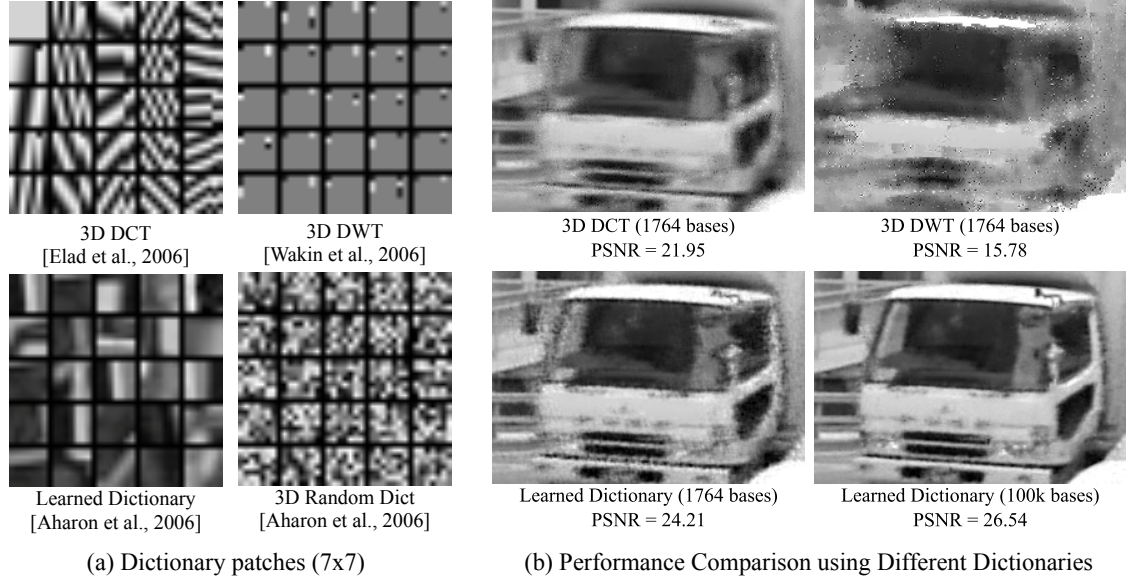 3D DCT
[Elad et al., 2006]
3D DWT
[Wakin et al., 2006]
Learned Dictionary
[Aharon et al., 2006]
3D Random Dict
[Aharon et al., 2006]
(a) Dictionary patches (7x7)
3D DCT (1764 bases)
PSNR = 21.95
3D DWT (1764 bases)
PSNR = 15.78
Learned Dictionary (1764 bases)
PSNR = 24.21
Learned Dictionary (100k bases)
PSNR = 26.54
(b) Performance Comparison using Different Dictionaries